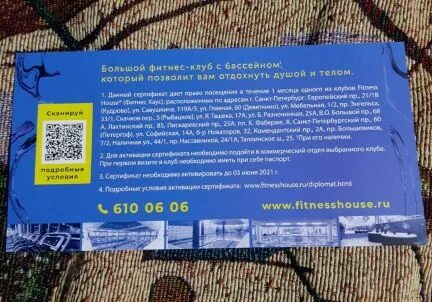 Большой фитнес-клуб с бассейном¹,
который позволит вам отдохнуть душой и телом.
Сканируй
подробные
условия
1. Данный сертификат дает право посещения в течение 1 месяца одного из клубов Fitness
House® (Фитнес Хаус), расположенных по адресам г. Санкт-Петербург: Европейский пр., 21/1В
(Кудрово), ул. Савушкина, 119А/3, ул. Главная, 60 (Девяткино), ул. Мебельная, 1/2, пр. Энгельса,
33/1, Скачков пер., 5 (Рыбацкое), ул. Я. Гашека, 17А, ул. Б. Разночинная, 25А, В.О. Большой пр., 68
А, Лахтинский пр., 85, Пискаревский пр., 25А, пл. К. Фаберже, 8, Санкт-Петербургский пр., 60
(Петергоф), ул. Софийская, 14А, б-р Новаторов, 32, Комендантский пр., 2А, пр. Большевиков,
7/2, Наличная ул., 44/1, пр. Наставников, 24/1А, Таллинское ш., 25. ¹При его наличии.
2. Для активации сертификата необходимо подойти в коммерческий отдел выбранного клуба.
При первом визите в клуб необходимо иметь при себе паспорт.
3. Сертификат необходимо активировать до 03 июня 2021 г.
4. Подробные условия активации сертификата: www.fitnesshouse.ru/diplomat.html
610 06 06
www.fitnesshouse.ru